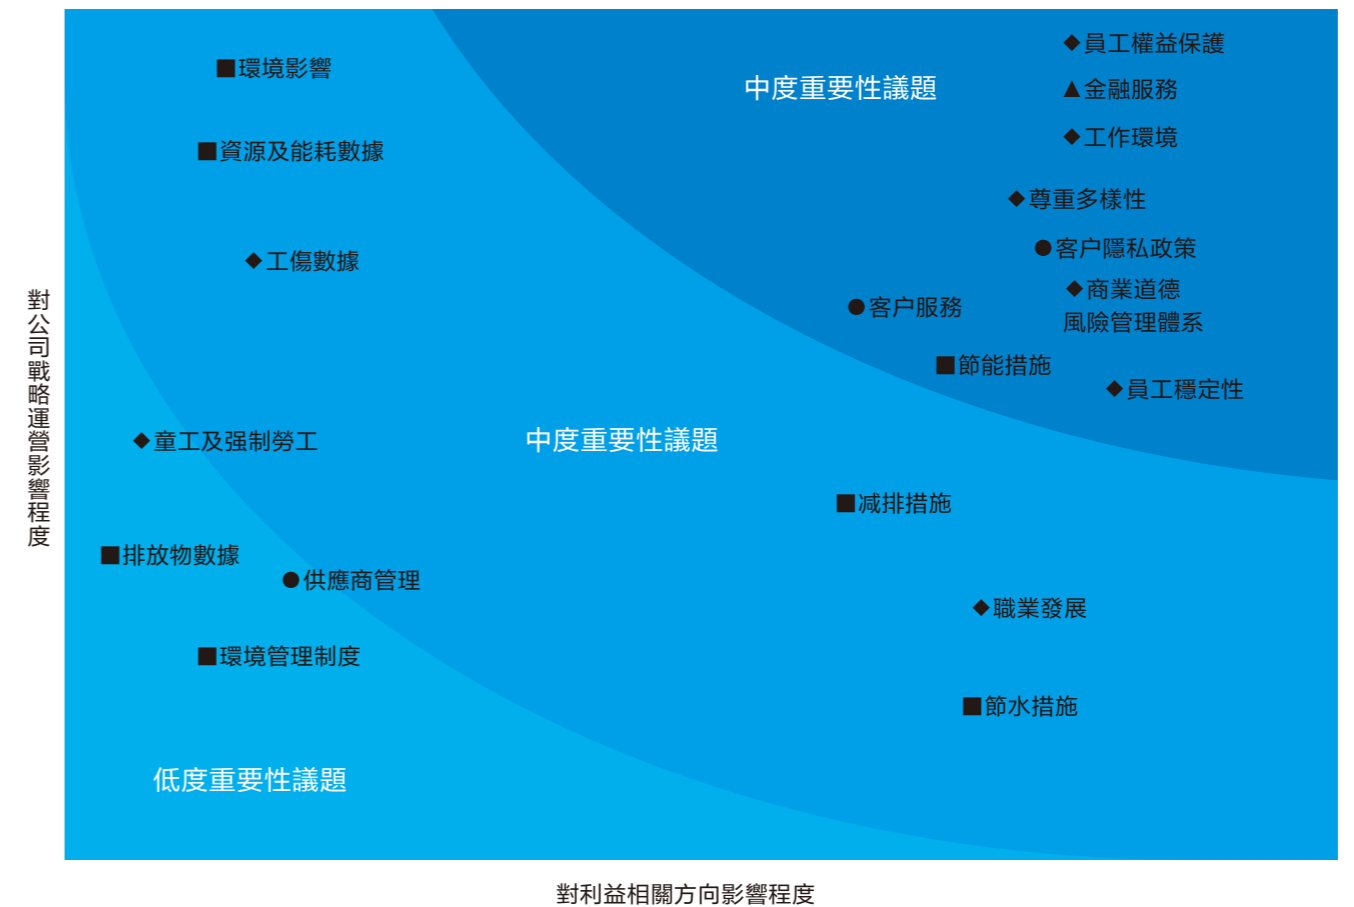 ◆員工權益保護
■環境影響
中度重要性議題
▲金融服務
◆工作環境
■資源及能耗數據
◆尊重多樣性
●客户隱私政策
◆工傷數據
◆商業道德
風險管理體系
●客户服務
■節能措施
◆員工穩定性
對公司戰略運營影響程度
◆童工及强制勞工
中度重要性議題
■减排措施
■排放物數據
●供應商管理
◆職業發展
■環境管理制度
■節水措施
低度重要性議題
對利益相關方向影響程度